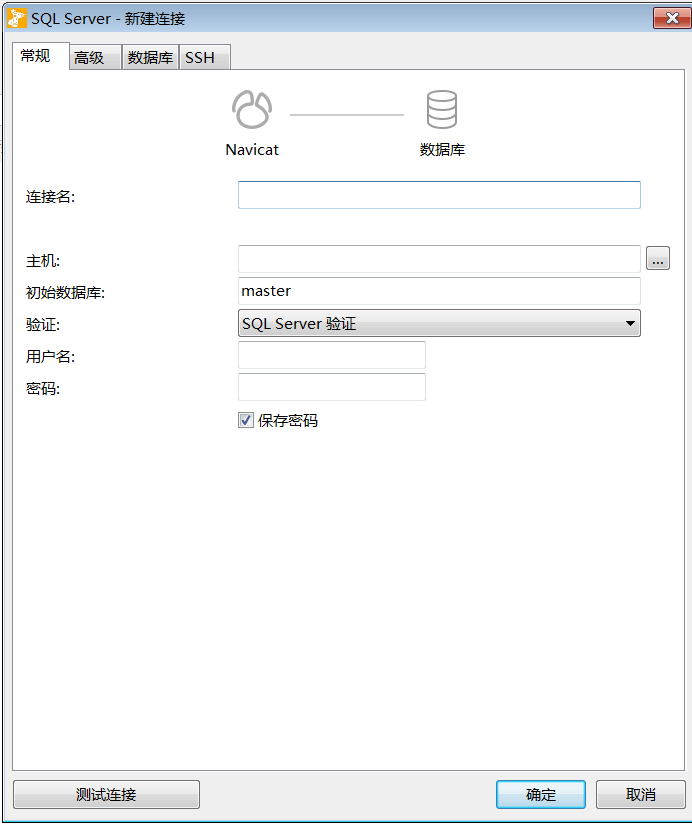 SQL Server - 新建连接
常规 高级 数据库 SSH
Navicat 数据库
连接名:
主机: ...
初始数据库: master
验证: SQL Server 验证
用户名:
密码:
保存密码
测试连接 确定 取消